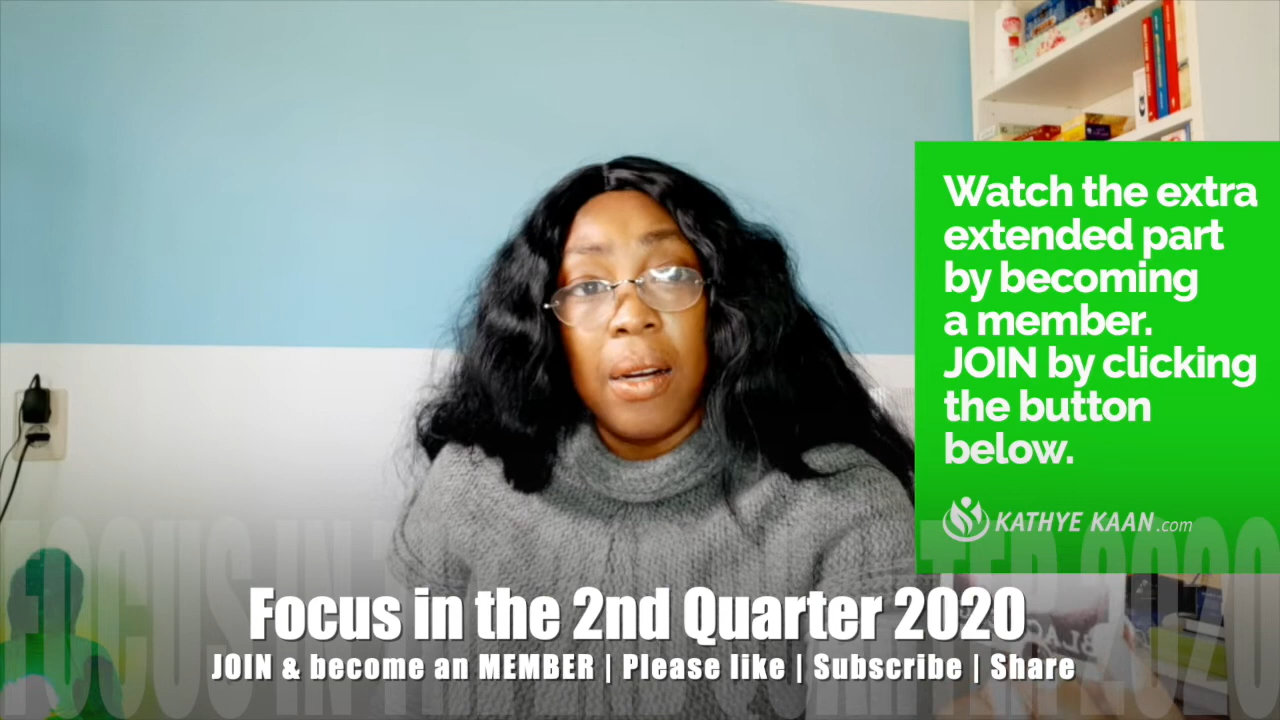 Watch the extra
extended part
by becoming
a member.
JOIN by clicking
the button
below.
KATHYE KAAN.com
Focus in the 2nd Quarter 2020
JOIN & become an MEMBER | Please like | Subscribe | Share